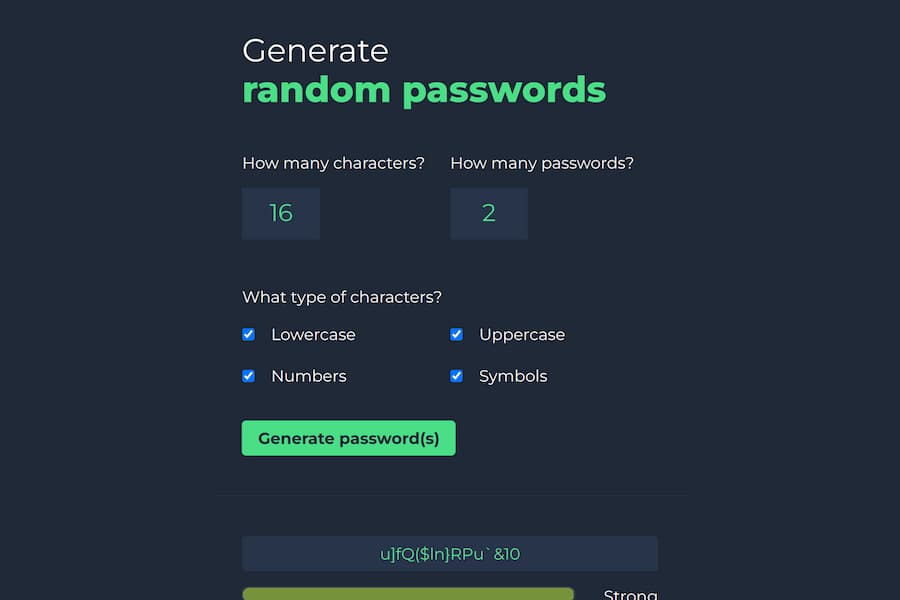 Generate
random passwords
How many characters? How many passwords?
16 2
What type of characters?
Lowercase Uppercase
Numbers Symbols
Generate password(s)
u]fQ($ln}RPu`&10
Strong